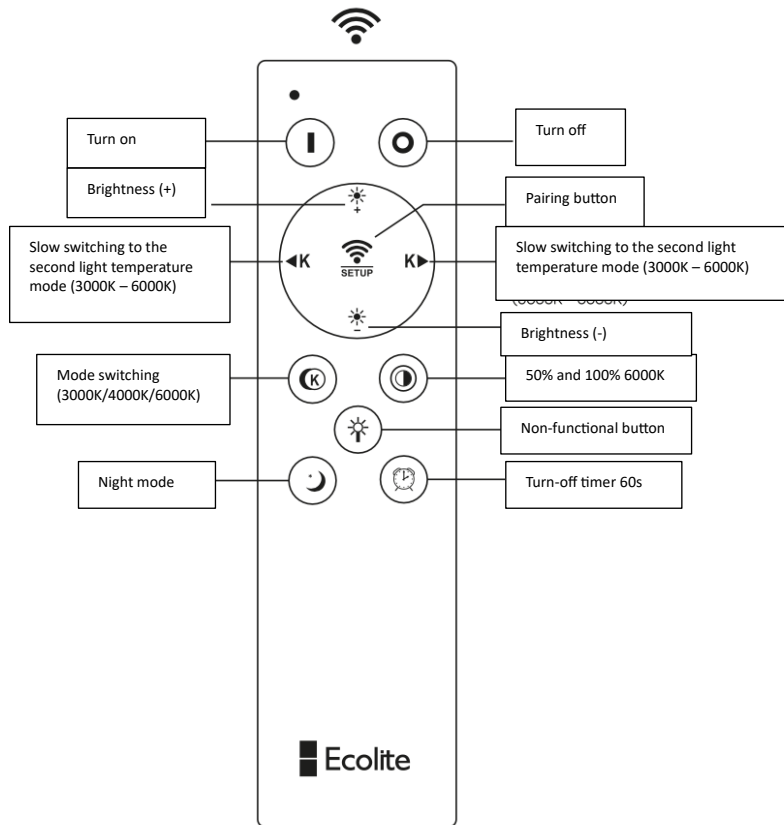 Turn on
Turn off
Brightness (+)
+
Pairing button
Slow switching to the
second light temperature
mode (3000K – 6000K)
K
SETUP
K
Slow switching to the second light
temperature mode (3000K – 6000K)
–
Brightness (-)
Mode switching
(3000K/4000K/6000K)
K
50% and 100% 6000K
Non-functional button
Night mode
Turn-off timer 60s
Ecolite